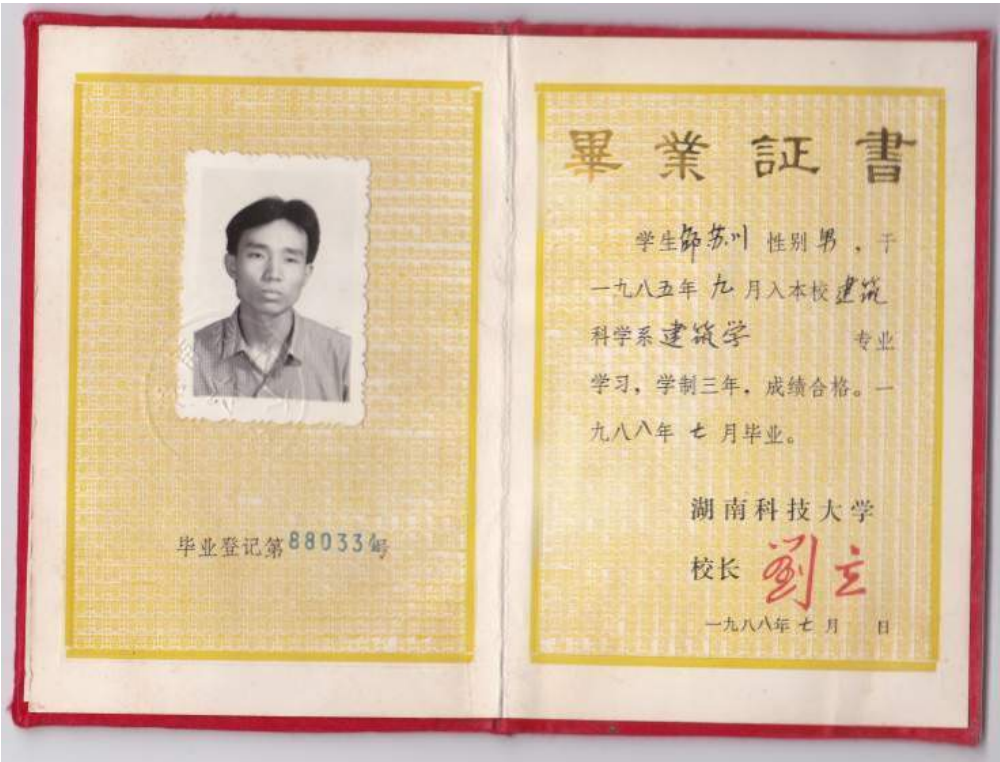 毕业登记第880334号
畢業証書
学生邹苏川 性别男，于
一九八五年九月入本校建筑
科学系建筑学 专业
学习，学制三年，成绩合格。一
九八八年七月毕业。
湖南科技大学
校长 劉立
一九八八年七月 日